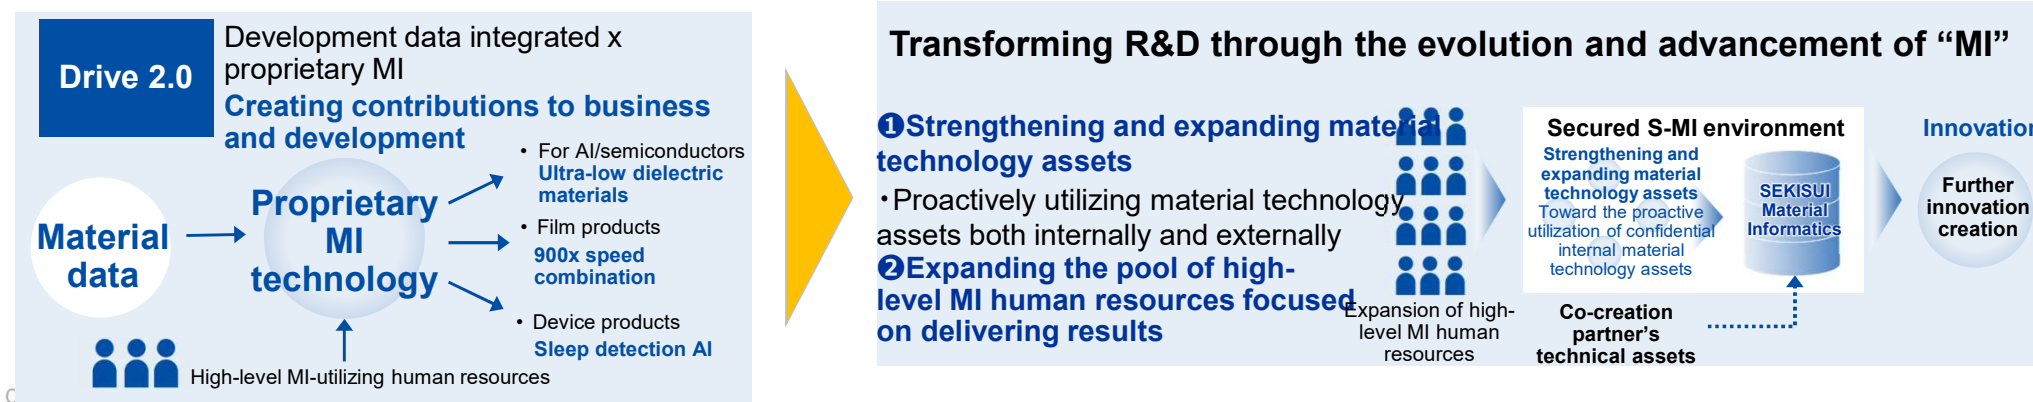 Drive 2.0
Development data integrated x
proprietary MI
Creating contributions to business
and development
Material
data
Proprietary
MI
technology
• For AI/semiconductors
Ultra-low dielectric
materials
• Film products
900x speed
combination
• Device products
Sleep detection AI
High-level MI-utilizing human resources
Transforming R&D through the evolution and advancement of “MI”
❶Strengthening and expanding material
technology assets
・Proactively utilizing material technology
assets both internally and externally
❷Expanding the pool of high-
level MI human resources focused
on delivering results
Expansion of high-
level MI human
resources
Secured S-MI environment
Strengthening and
expanding material
technology assets
Toward the proactive
utilization of confidential
internal material
technology assets
SEKISUI
Material
Informatics
Co-creation
partner’s
technical assets
Innovation
Further
innovation
creation